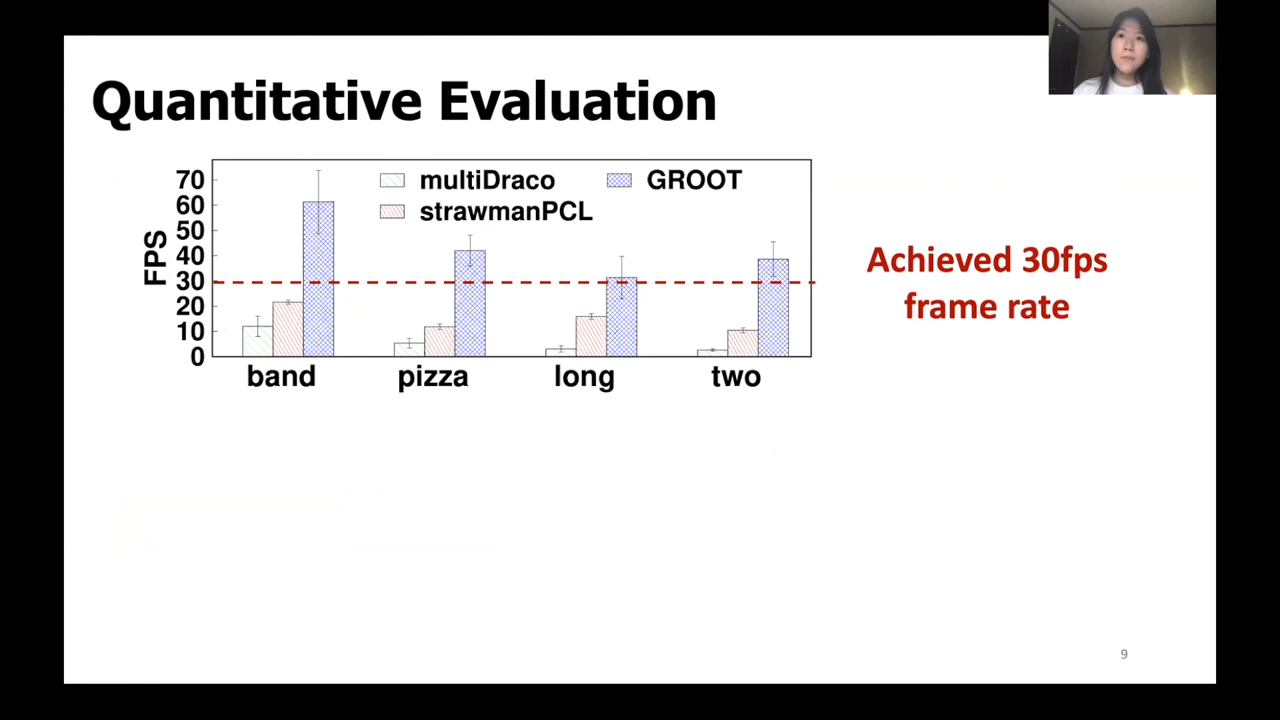 Quantitative Evaluation
70
60
50
40
30
20
10
0
FPS
multiDraco
GROOT
strawmanPCL
band
pizza
long
two
Achieved 30fps
frame rate
9